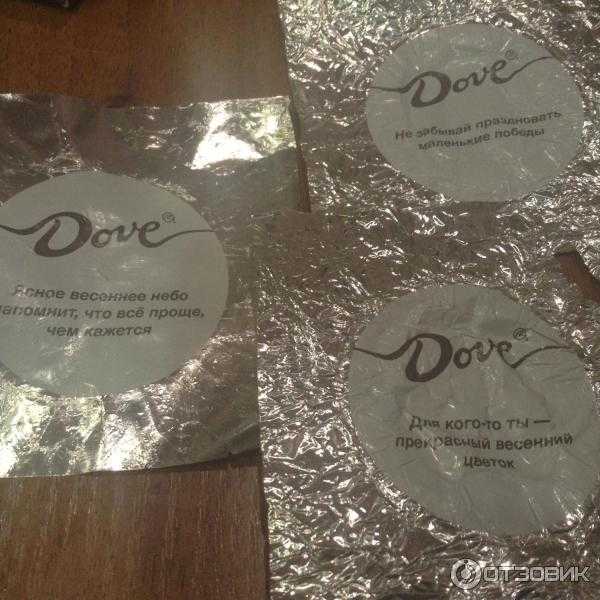 Dove®
Не забывай праздновать
маленькие победы
Dove®
Ясное весеннее небо
напомнит, что всё проще,
чем кажется
Dove®
Для кого-то ты —
прекрасный весенний
цветок
ОТЗОВИК